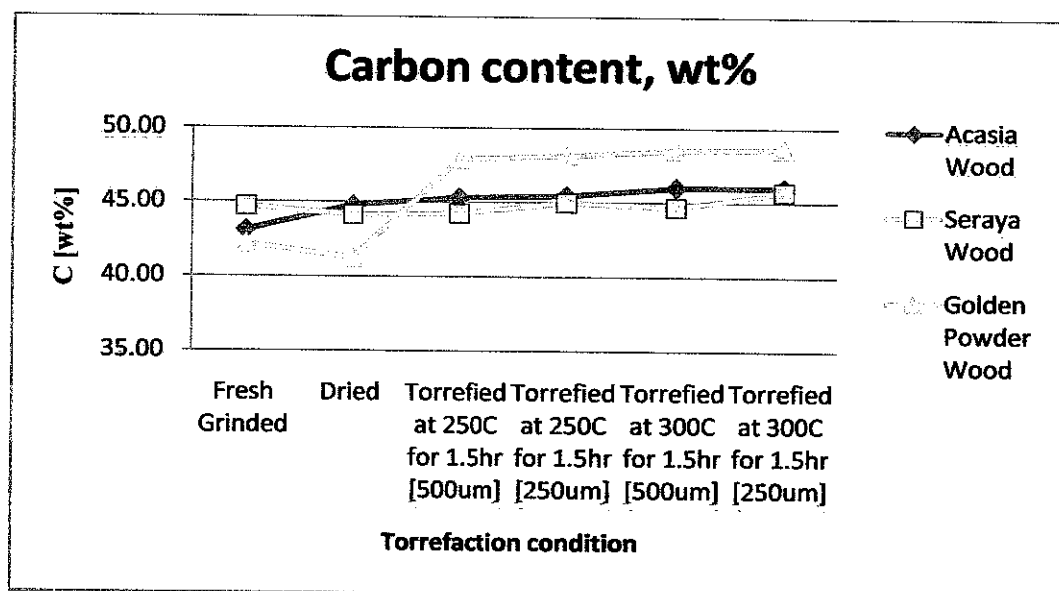 Carbon content, wt%
50.00
45.00
40.00
35.00
C [wt%]
Fresh
Grinded
Dried
Torrefied
at 250C
for 1.5hr
[500um]
Torrefied
at 250C
for 1.5hr
[250um]
Torrefied
at 300C
for 1.5hr
[500um]
Torrefied
at 300C
for 1.5hr
[250um]
Torrefaction condition
Acasia
Wood
Seraya
Wood
Golden
Powder
Wood